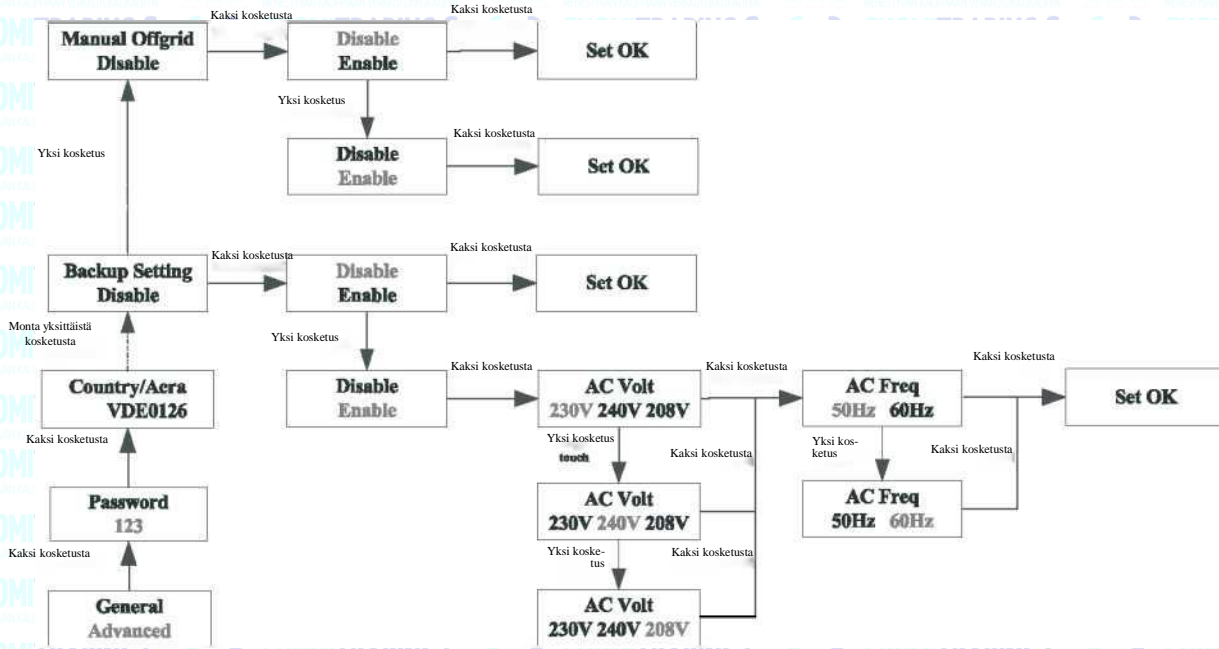 Kaksi kosketusta
Kaksi kosketusta
Manual Offgrid
Disable
Disable
Enable
Set OK
Yksi kosketus
Kaksi kosketusta
Yksi kosketus
Disable
Enable
Set OK
Kaksi kosketusta
Kaksi kosketusta
Backup Setting
Disable
Disable
Enable
Set OK
Monta yksittäistä
kosketusta
Yksi kosketus
Kaksi kosketusta
Kaksi kosketusta
Kaksi kosketusta
Country/Acra
VDE0126
Disable
Enable
AC Volt
230V 240V 208V
AC Freq
50Hz 60Hz
Set OK
Kaksi kosketusta
Yksi kosketus
touch
Kaksi kosketusta
Yksi kos-
ketus
Kaksi kosketusta
Password
123
AC Volt
230V 240V 208V
AC Freq
50Hz 60Hz
Kaksi kosketusta
Yksi koske-
tus
Kaksi kosketusta
General
Advanced
AC Volt
230V 240V 208V